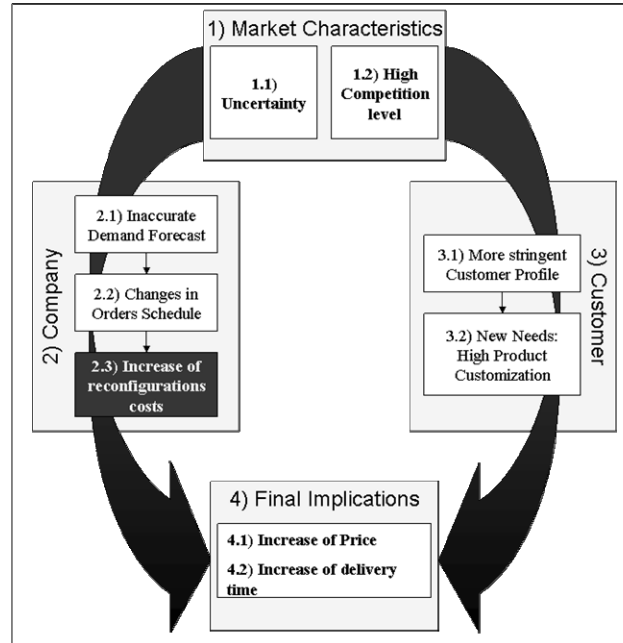 1) Market Characteristics
1.1)
Uncertainty
1.2) High
Competition
level
2) Company
2.1) Inaccurate
Demand Forecast
2.2) Changes in
Orders Schedule
2.3) Increase of
reconfigurations
costs
3) Customer
3.1) More stringent
Customer Profile
3.2) New Needs:
High Product
Customization
4) Final Implications
4.1) Increase of Price
4.2) Increase of delivery
time